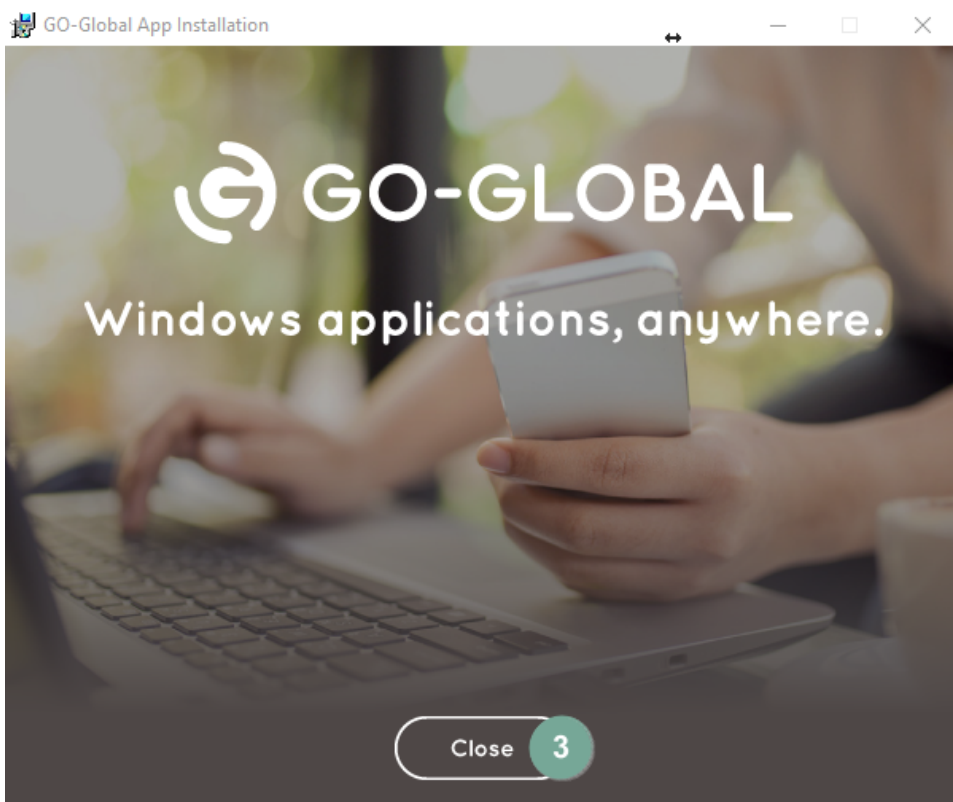 GO-Global App Installation
GO-GLOBAL
Windows applications, anywhere.
Close 3